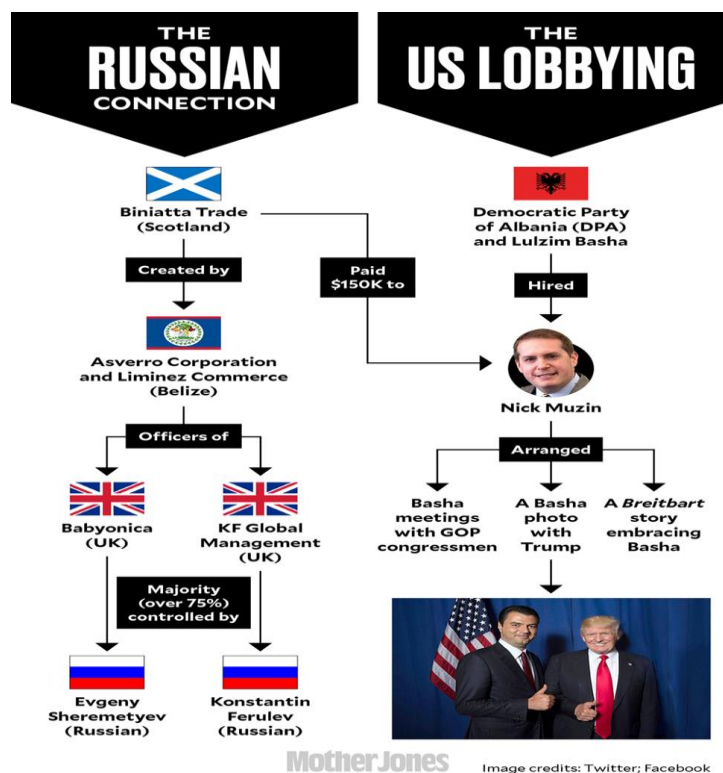 THE
RUSSIAN
CONNECTION
Biniatta Trade
(Scotland)
Created by
Asverro Corporation
and Liminez Commerce
(Belize)
Officers of
Babyonica
(UK)
KF Global
Management
(UK)
Majority
(over 75%)
controlled by
Evgeny
Sheremetyev
(Russian)
Konstantin
Ferulev
(Russian)
Paid
$150K to
THE
US LOBBYING
Democratic Party
of Albania (DPA)
and Lulzim Basha
Hired
Nick Muzin
Arranged
Basha
meetings
with GOP
congressmen
A Basha
photo
with
Trump
A Breitbart
story
embracing
Basha
Mother Jones
Image credits: Twitter; Facebook